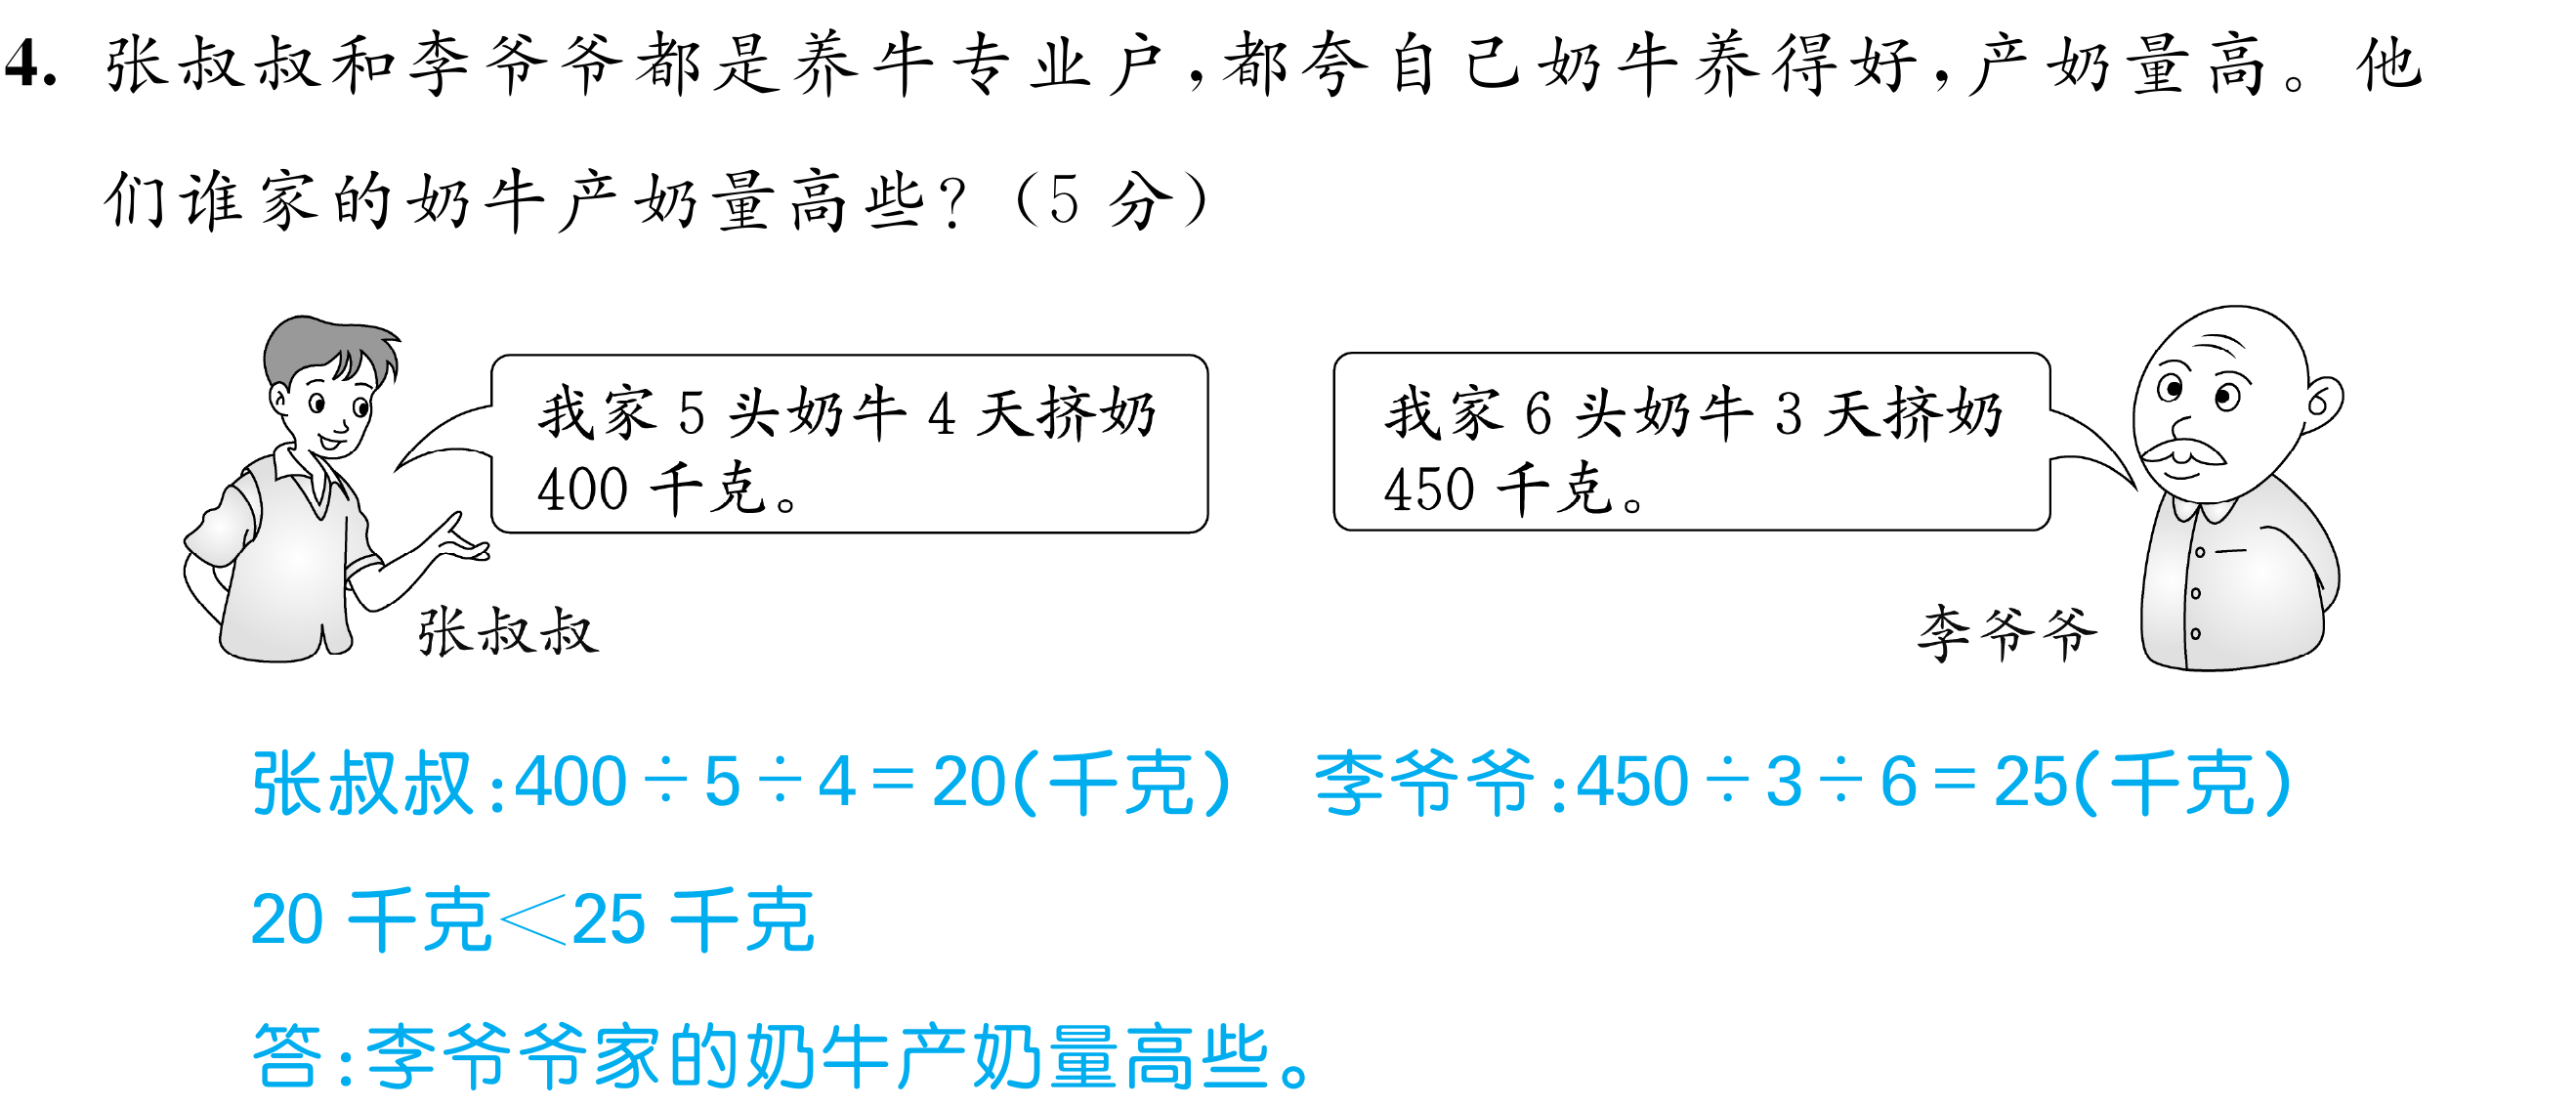 4. 张叔叔和李爷爷都是养牛专业户,都夸自己奶牛养得好,产奶量高。他
们谁家的奶牛产奶量高些?(5 分)
我家 5 头奶牛 4 天挤奶
400 千克。
我家 6 头奶牛 3 天挤奶
450 千克。
张叔叔
李爷爷
张叔叔:400÷5÷4=20(千克) 李爷爷:450÷3÷6=25(千克)
20 千克<25 千克
答:李爷爷家的奶牛产奶量高些。